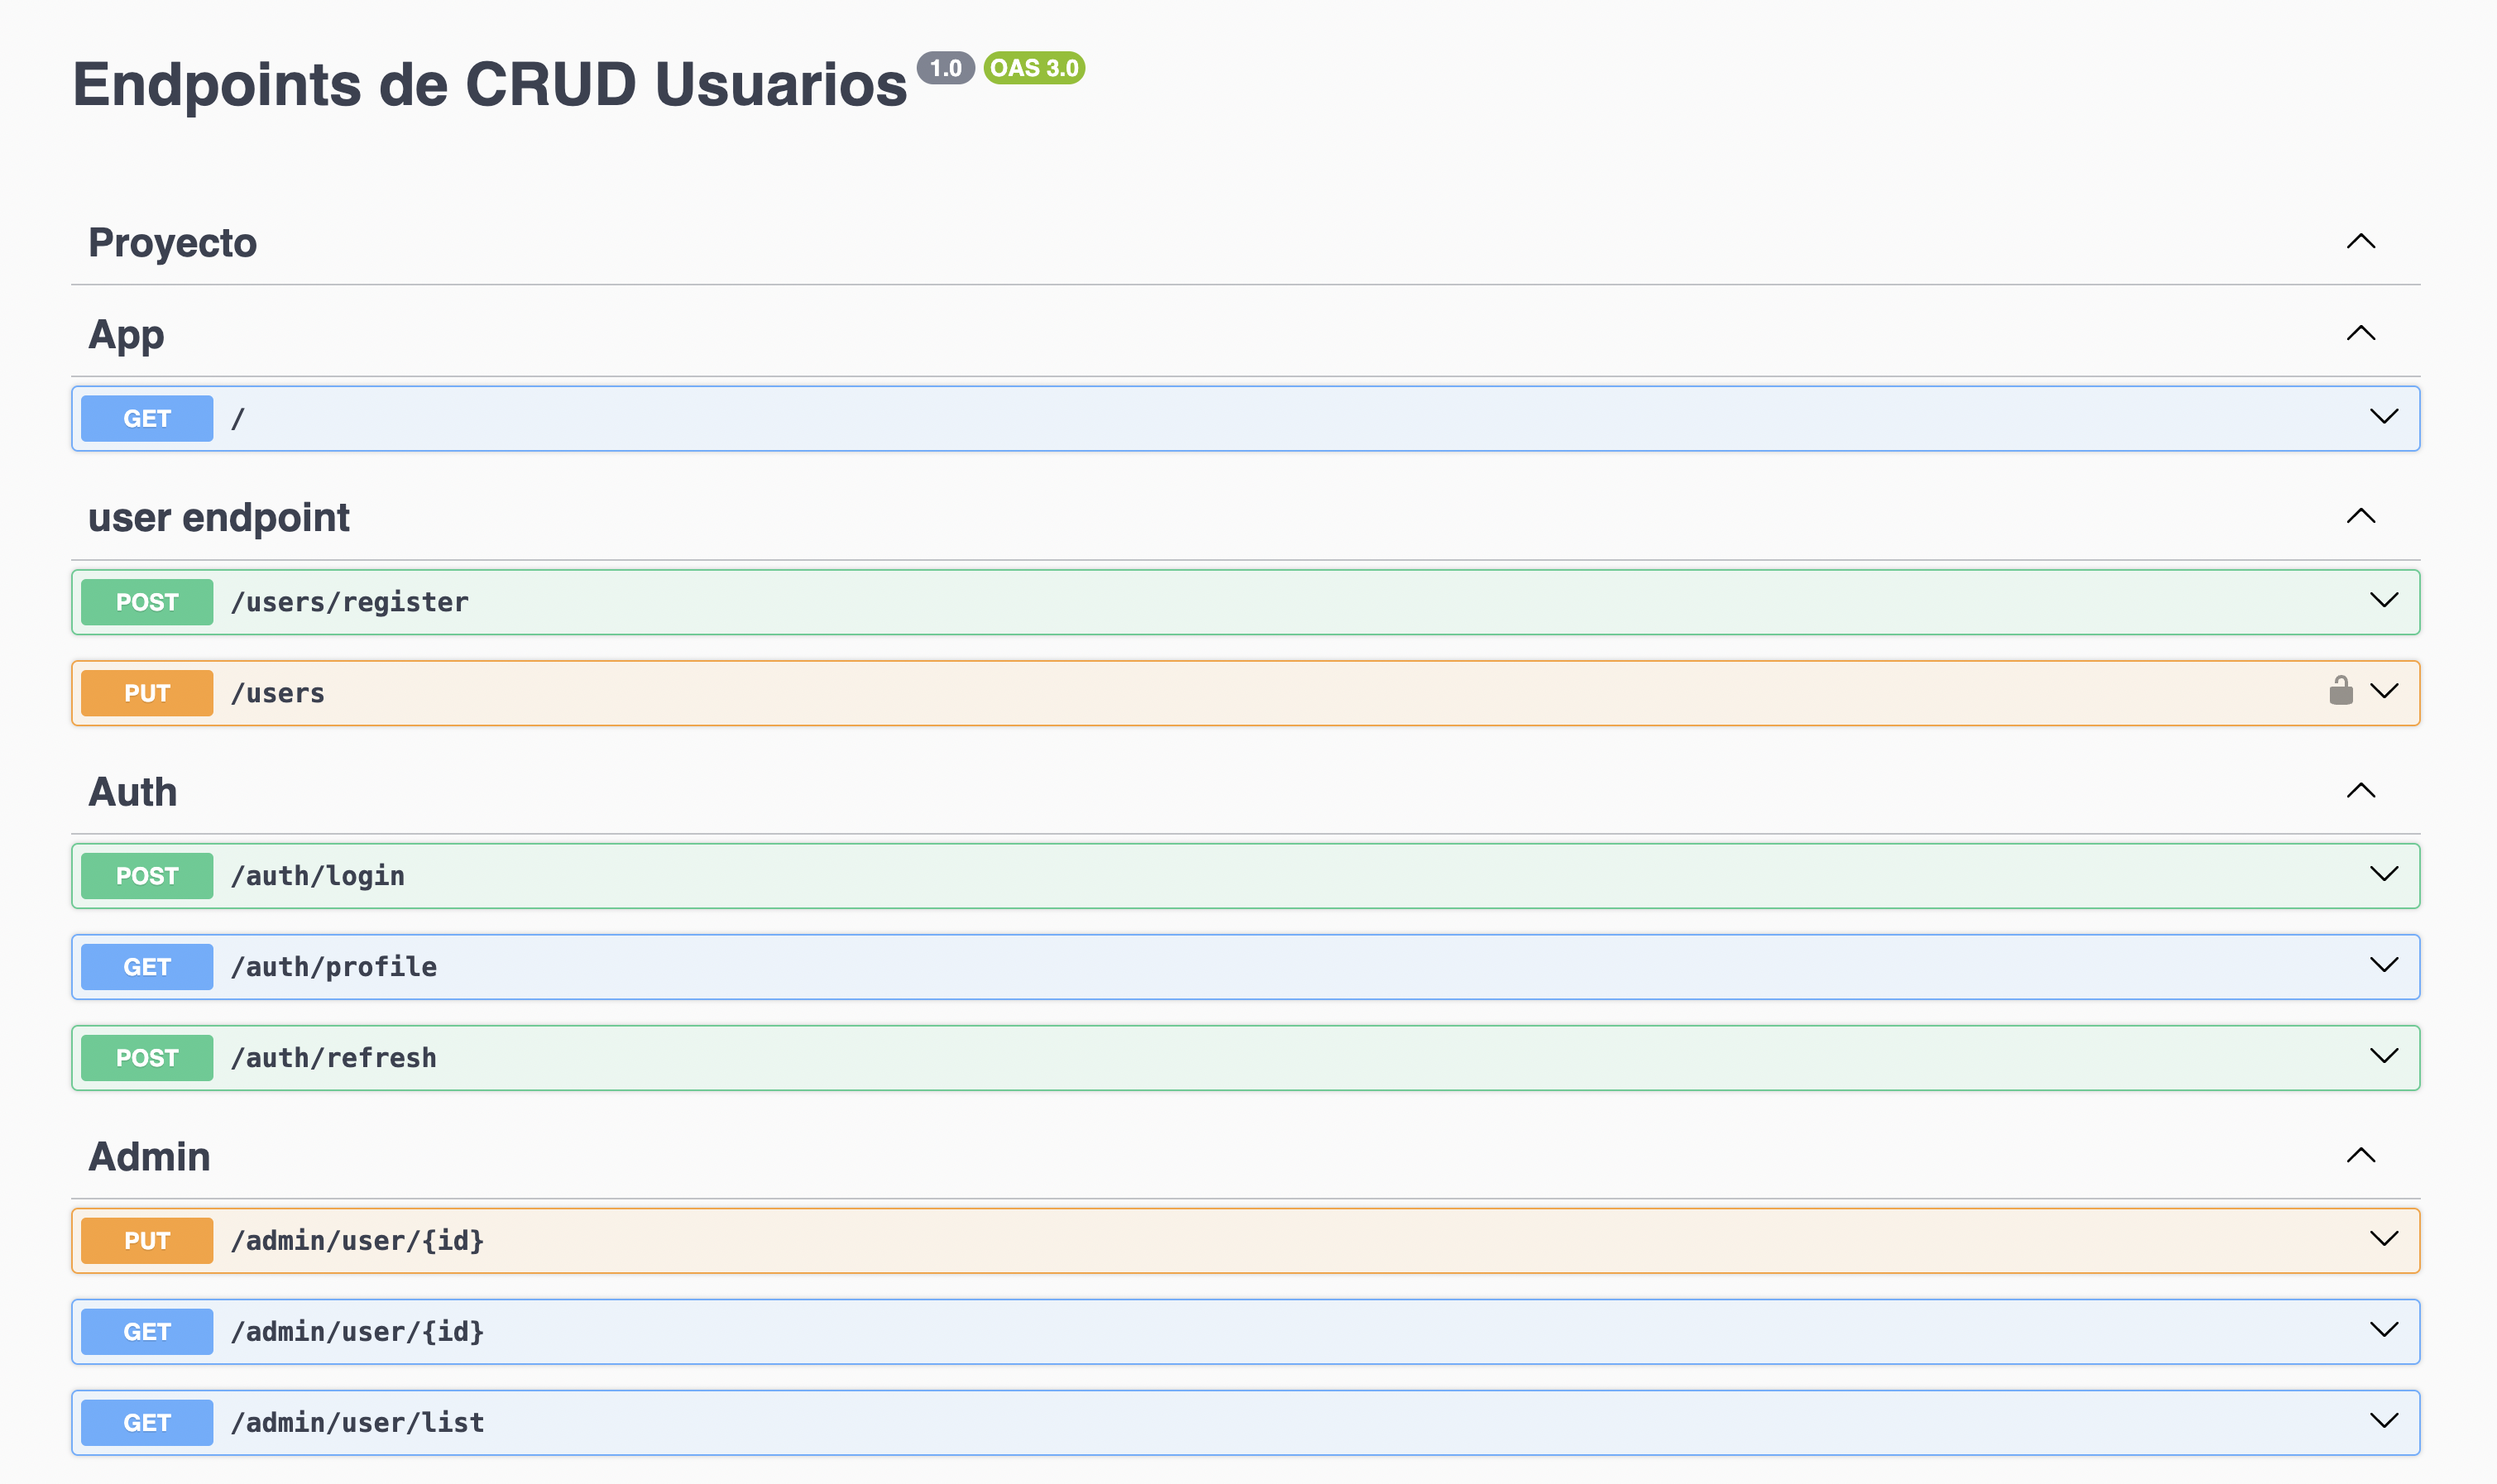 Endpoints de CRUD Usuarios 1.0 OAS 3.0
Proyecto
App
GET /
user endpoint
POST /users/register
PUT /users
Auth
POST /auth/login
GET /auth/profile
POST /auth/refresh
Admin
PUT /admin/user/{id}
GET /admin/user/{id}
GET /admin/user/list